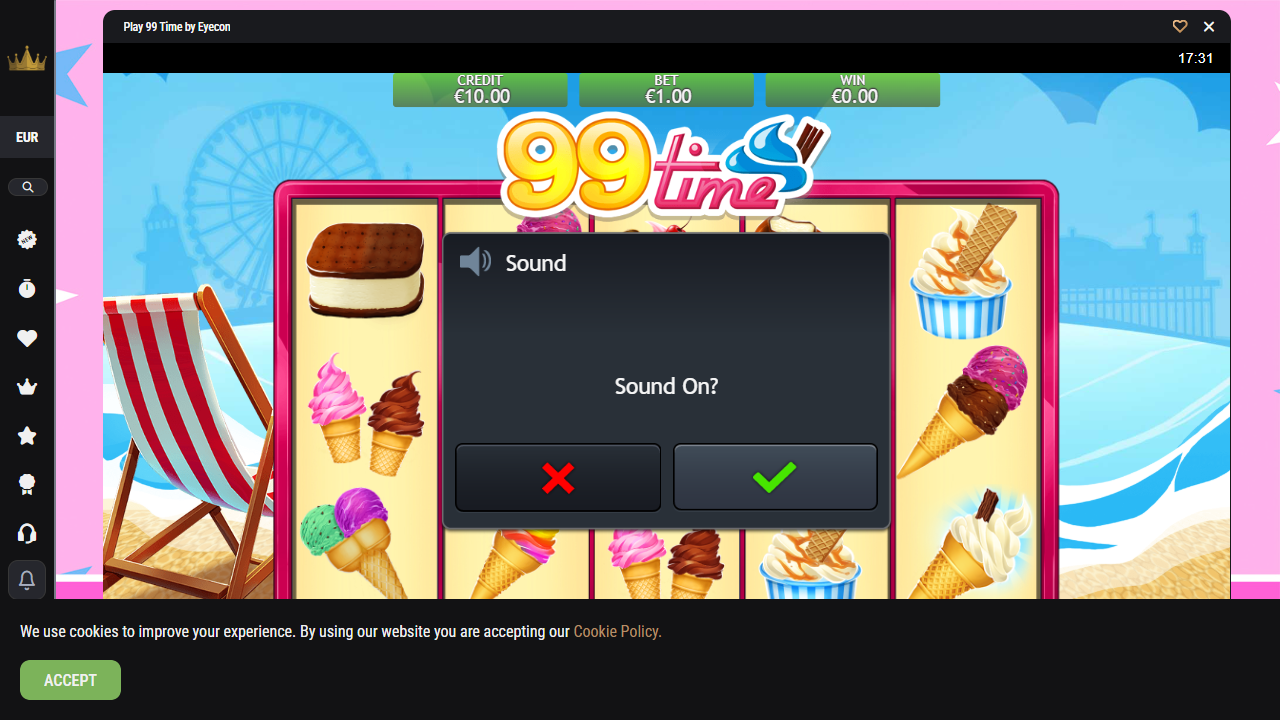 Play 99 Time by Eyecon
17:31
EUR
NEW
CREDIT
€10.00
BET
€1.00
WIN
€0.00
99 time
Sound
Sound On?
We use cookies to improve your experience. By using our website you are accepting our Cookie Policy.
ACCEPT